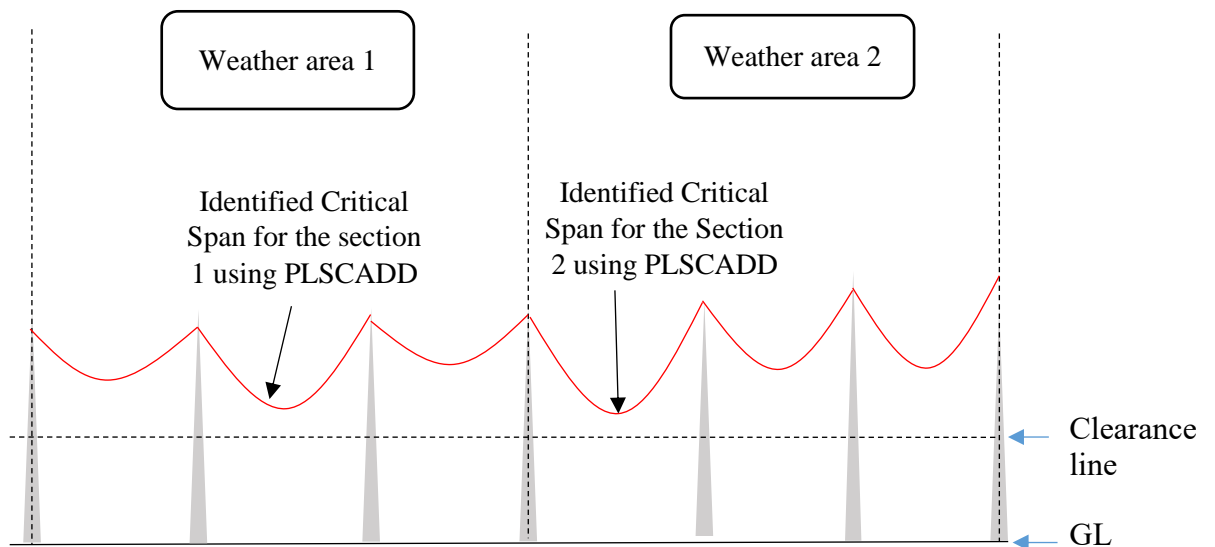 Weather area 1
Weather area 2
Identified Critical
Span for the section
1 using PLSCADD
Identified Critical
Span for the Section
2 using PLSCADD
Clearance
line
GL